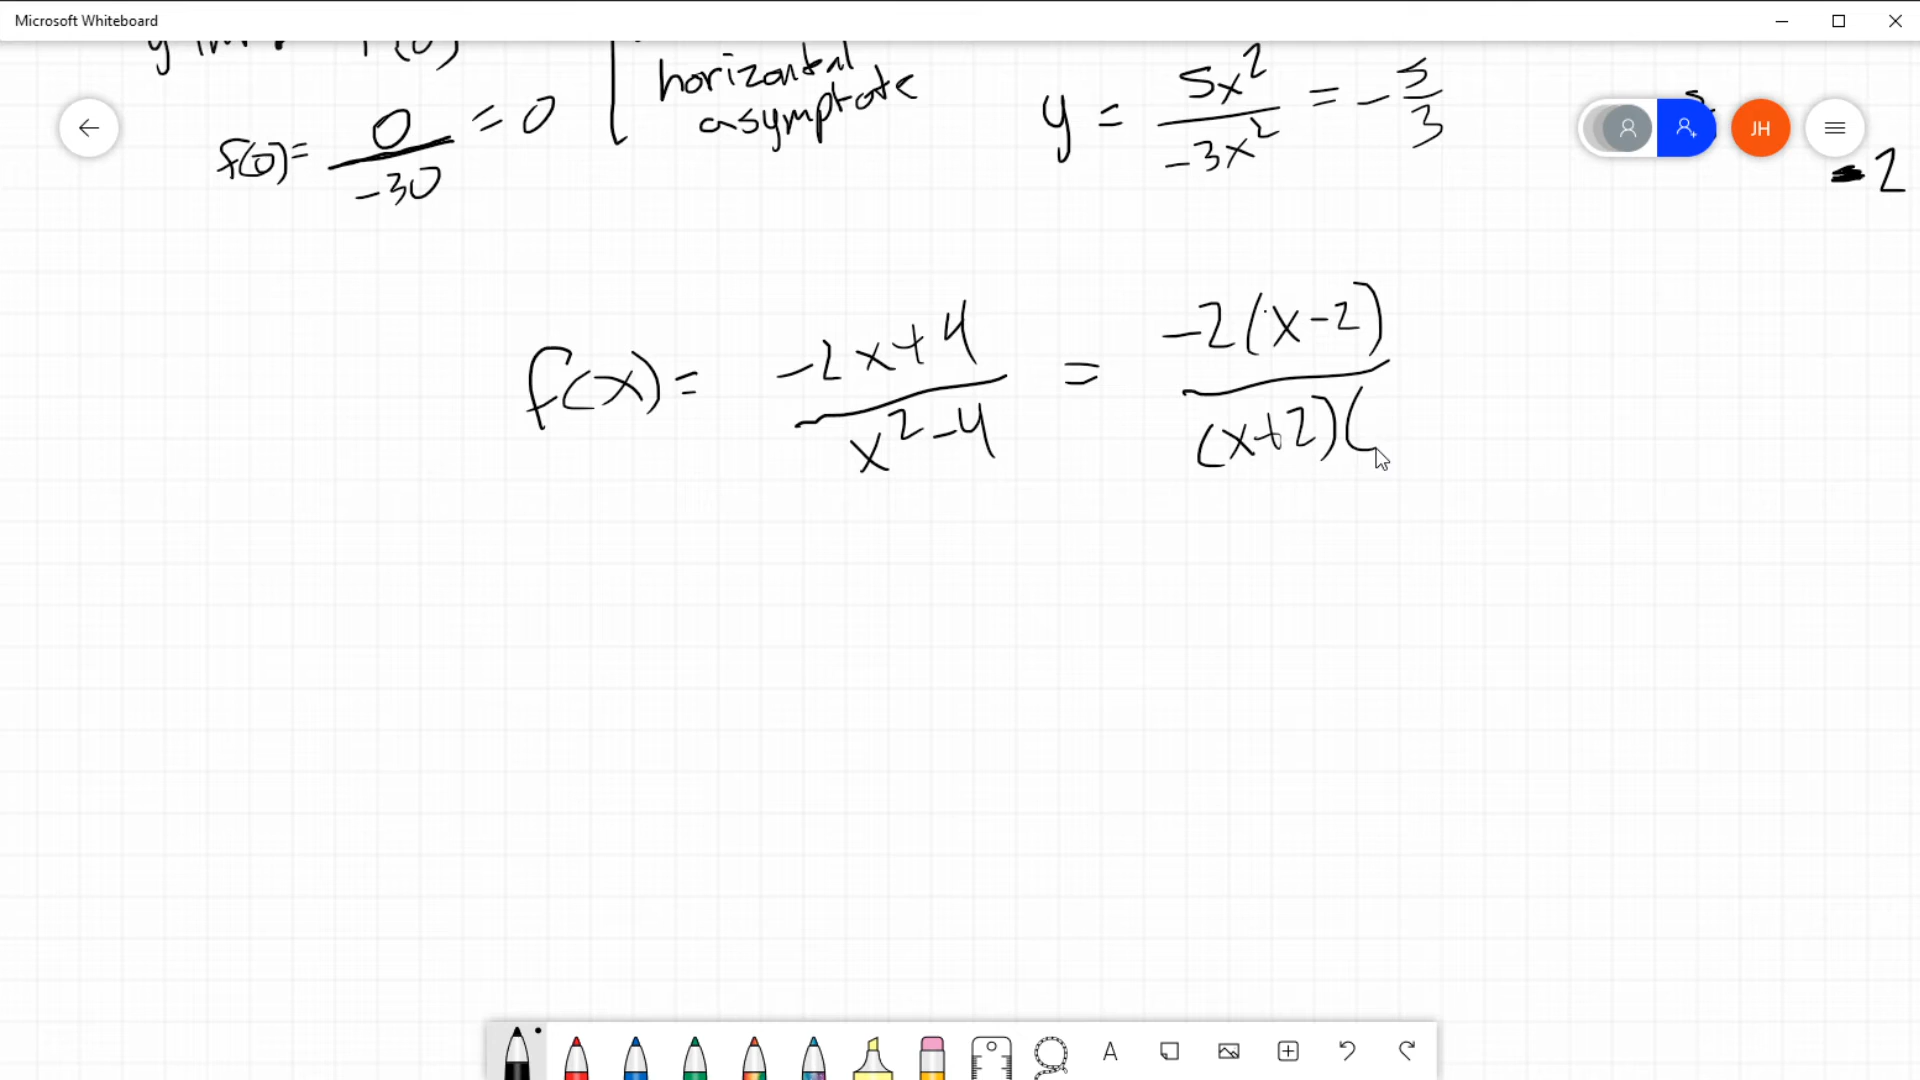 Microsoft Whiteboard
f(0)
f(0) = 0/-30 = 0
horizontal
asymptote
y = 5x²/-3x² = -5/3
JH
2
f(x) = -2x+4/x²-4 = -2(x-2)/(x+2)(
A